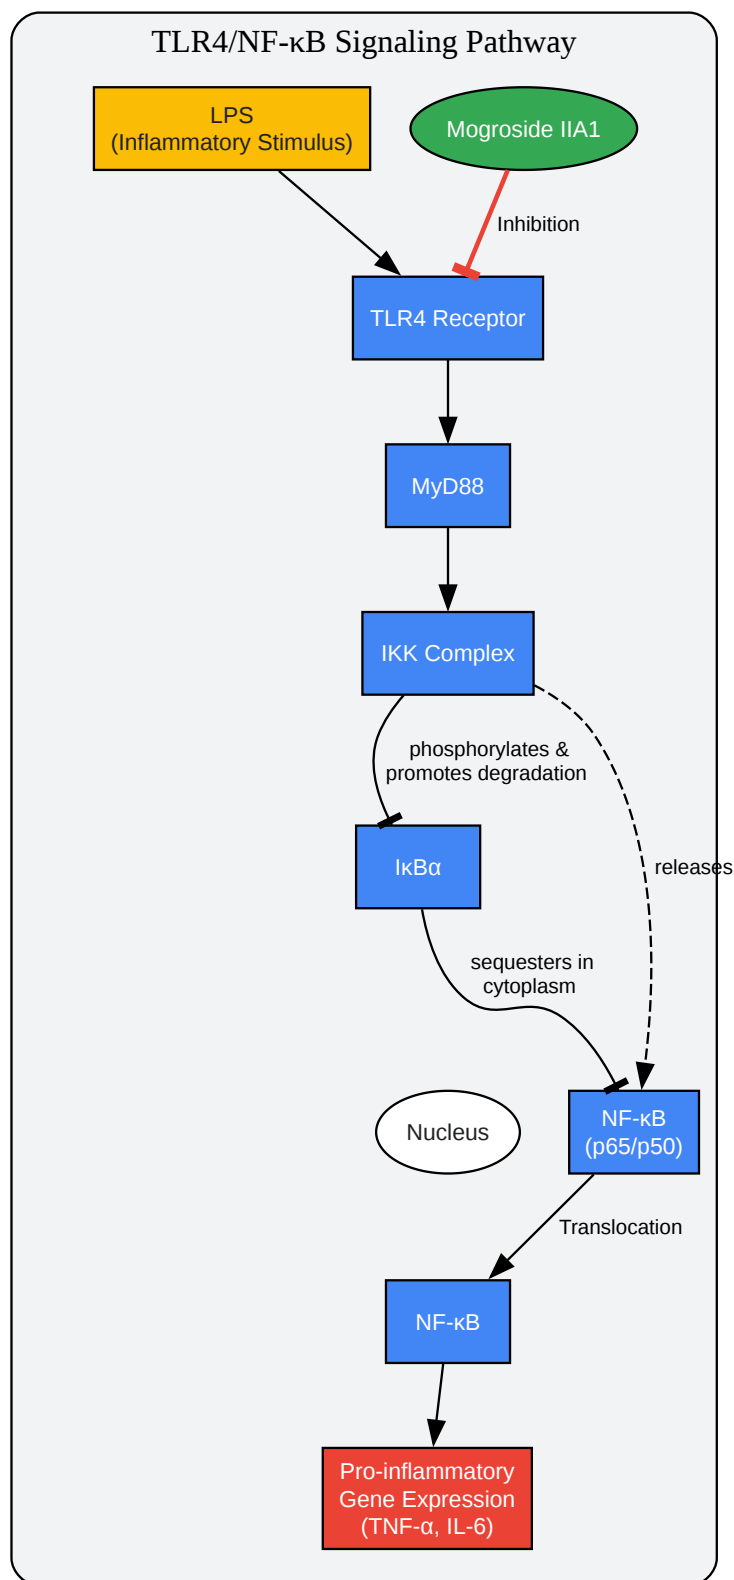 TLR4/NF-κB Signaling Pathway
LPS
(Inflammatory Stimulus)
Mogroside IIA1
Inhibition
TLR4 Receptor
MyD88
IKK Complex
phosphorylates &
promotes degradation
IκBα
releases
sequesters in
cytoplasm
Nucleus
NF-κB
(p65/p50)
Translocation
NF-κB
Pro-inflammatory
Gene Expression
(TNF-α, IL-6)